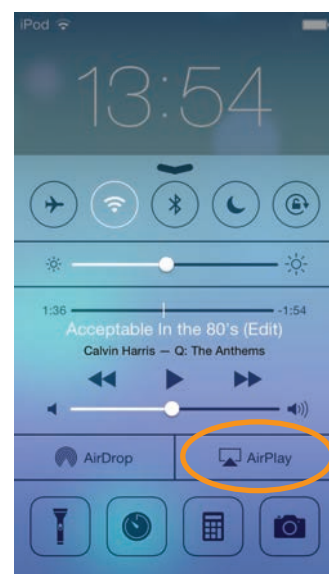 iPod
13:54
1:36 -1:54
Acceptable In the 80's (Edit)
Calvin Harris — Q: The Anthems
AirDrop AirPlay